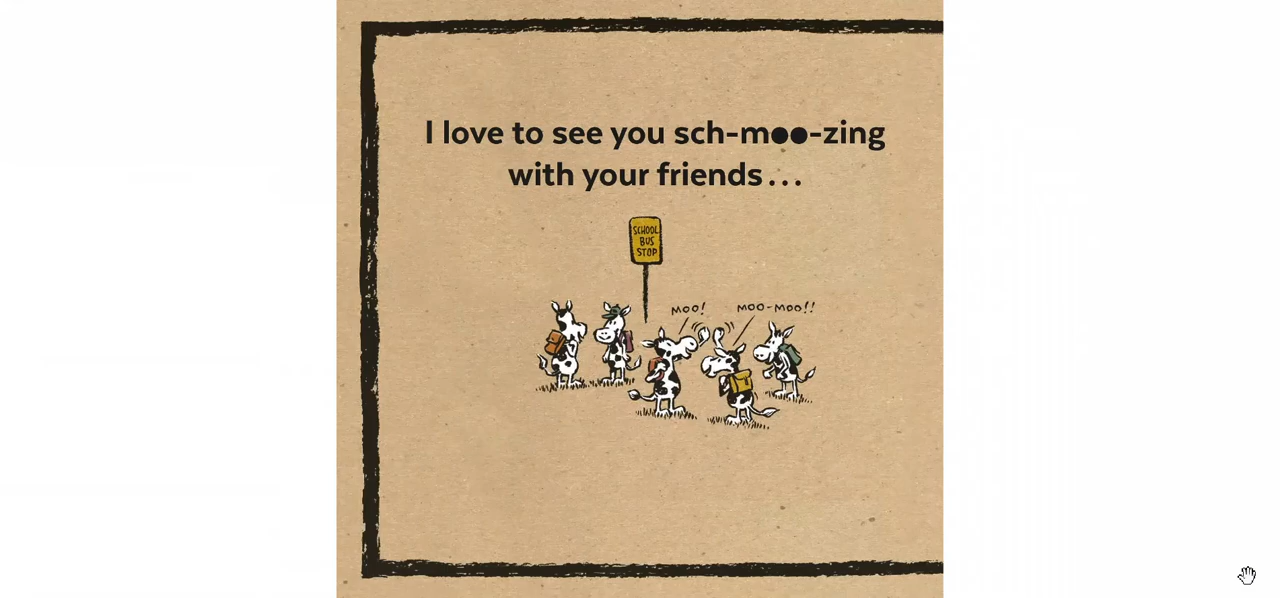 I love to see you sch-moo-zing
with your friends...
SCHOOL
BUS
STOP
MOO!
MOO-MOO!!